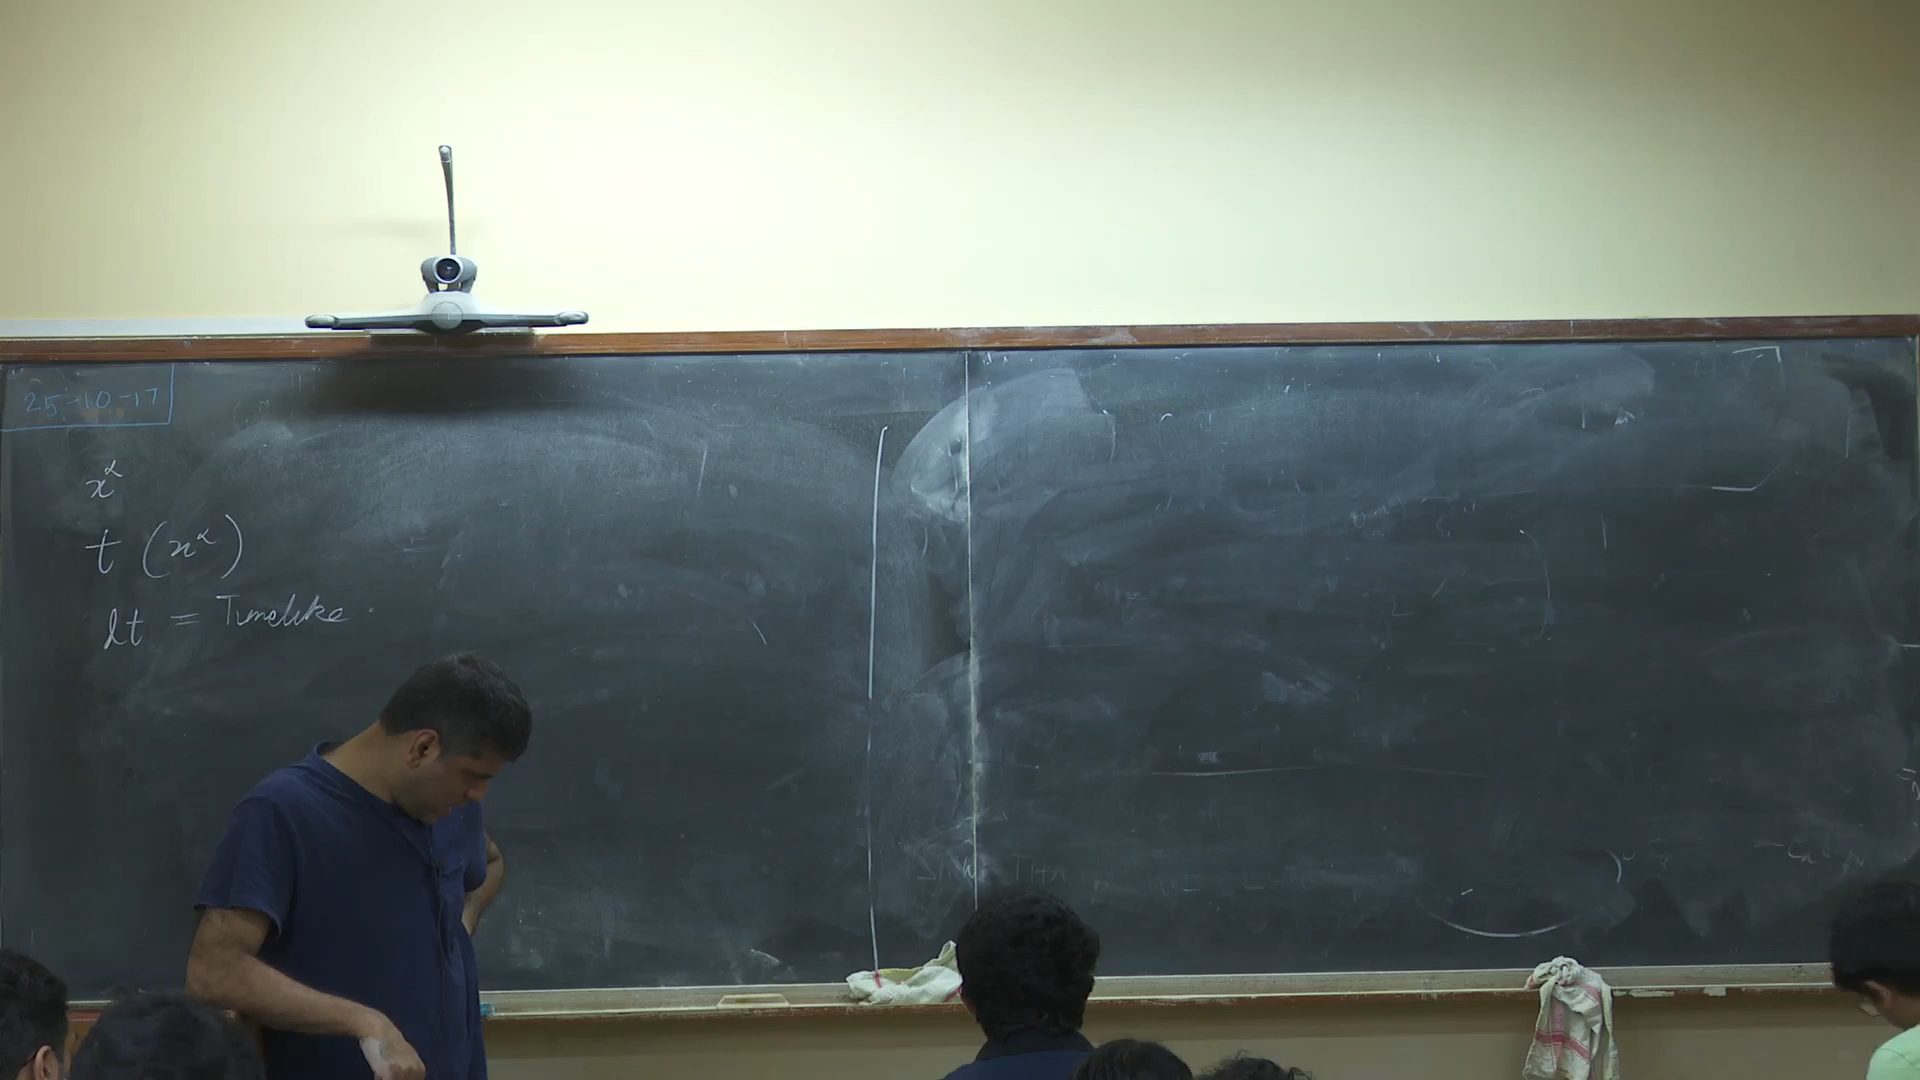 25-10-17
x^α
t (x^α)
dt = Timelike.